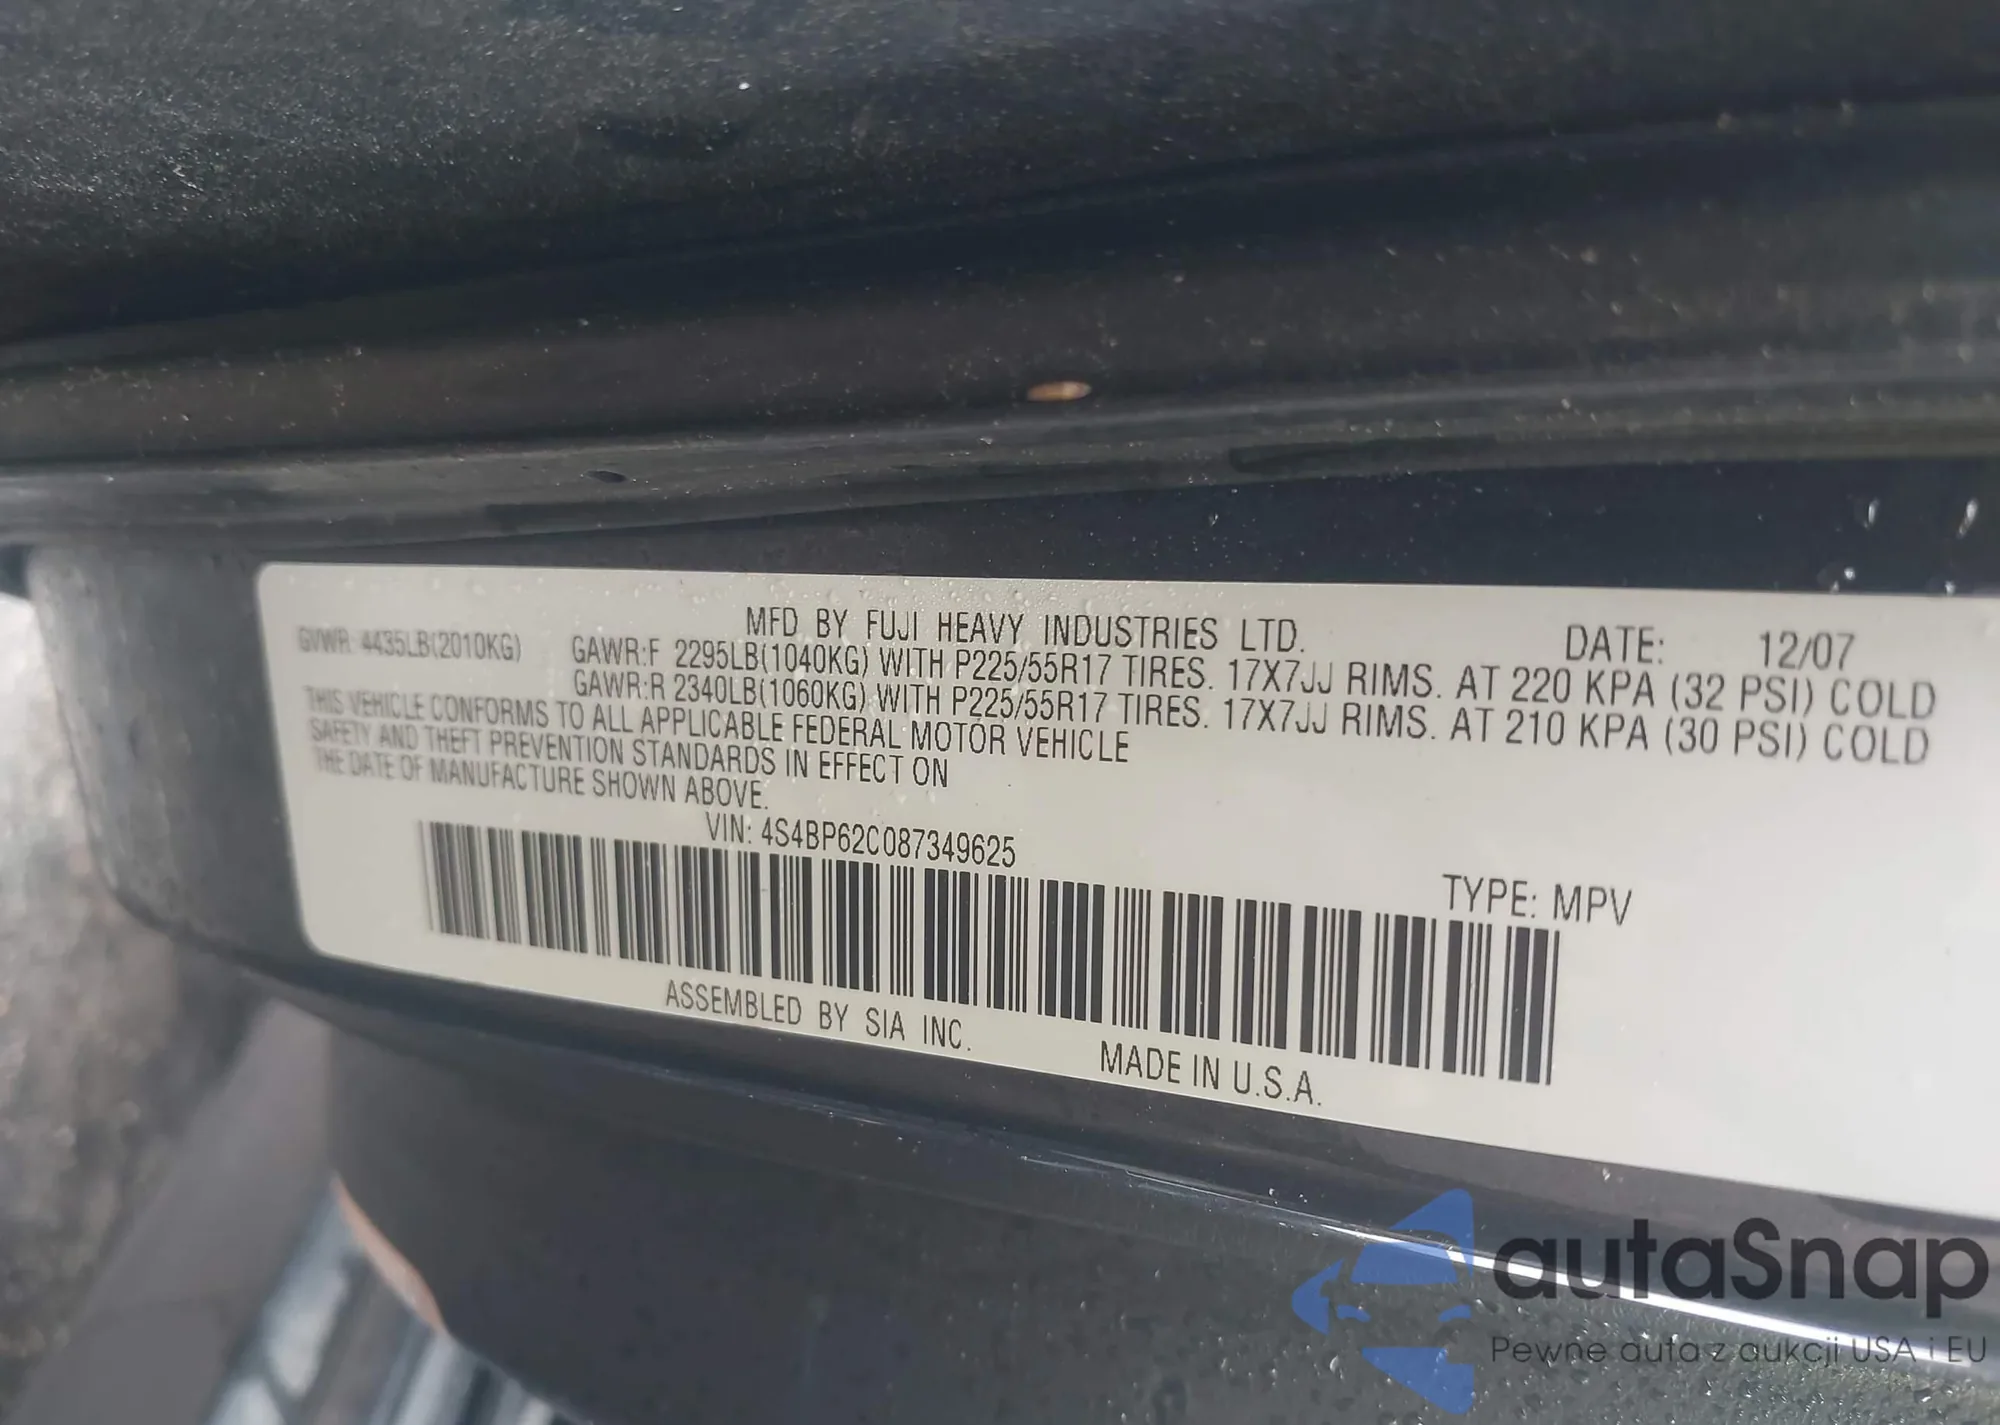 MFD BY FUJI HEAVY INDUSTRIES LTD. DATE: 12/07
GVWR 4435LB(2010KG) GAWR:F 2295LB(1040KG) WITH P225/55R17 TIRES. 17X7JJ RIMS. AT 220 KPA (32 PSI) COLD
GAWR:R 2340LB(1060KG) WITH P225/55R17 TIRES. 17X7JJ RIMS. AT 210 KPA (30 PSI) COLD
THIS VEHICLE CONFORMS TO ALL APPLICABLE FEDERAL MOTOR VEHICLE
SAFETY AND THEFT PREVENTION STANDARDS IN EFFECT ON
THE DATE OF MANUFACTURE SHOWN ABOVE.
VIN: 4S4BP62C087349625
TYPE: MPV
ASSEMBLED BY SIA INC.
MADE IN U.S.A.
autaSnap
Pewne auta z aukcji USA i EU